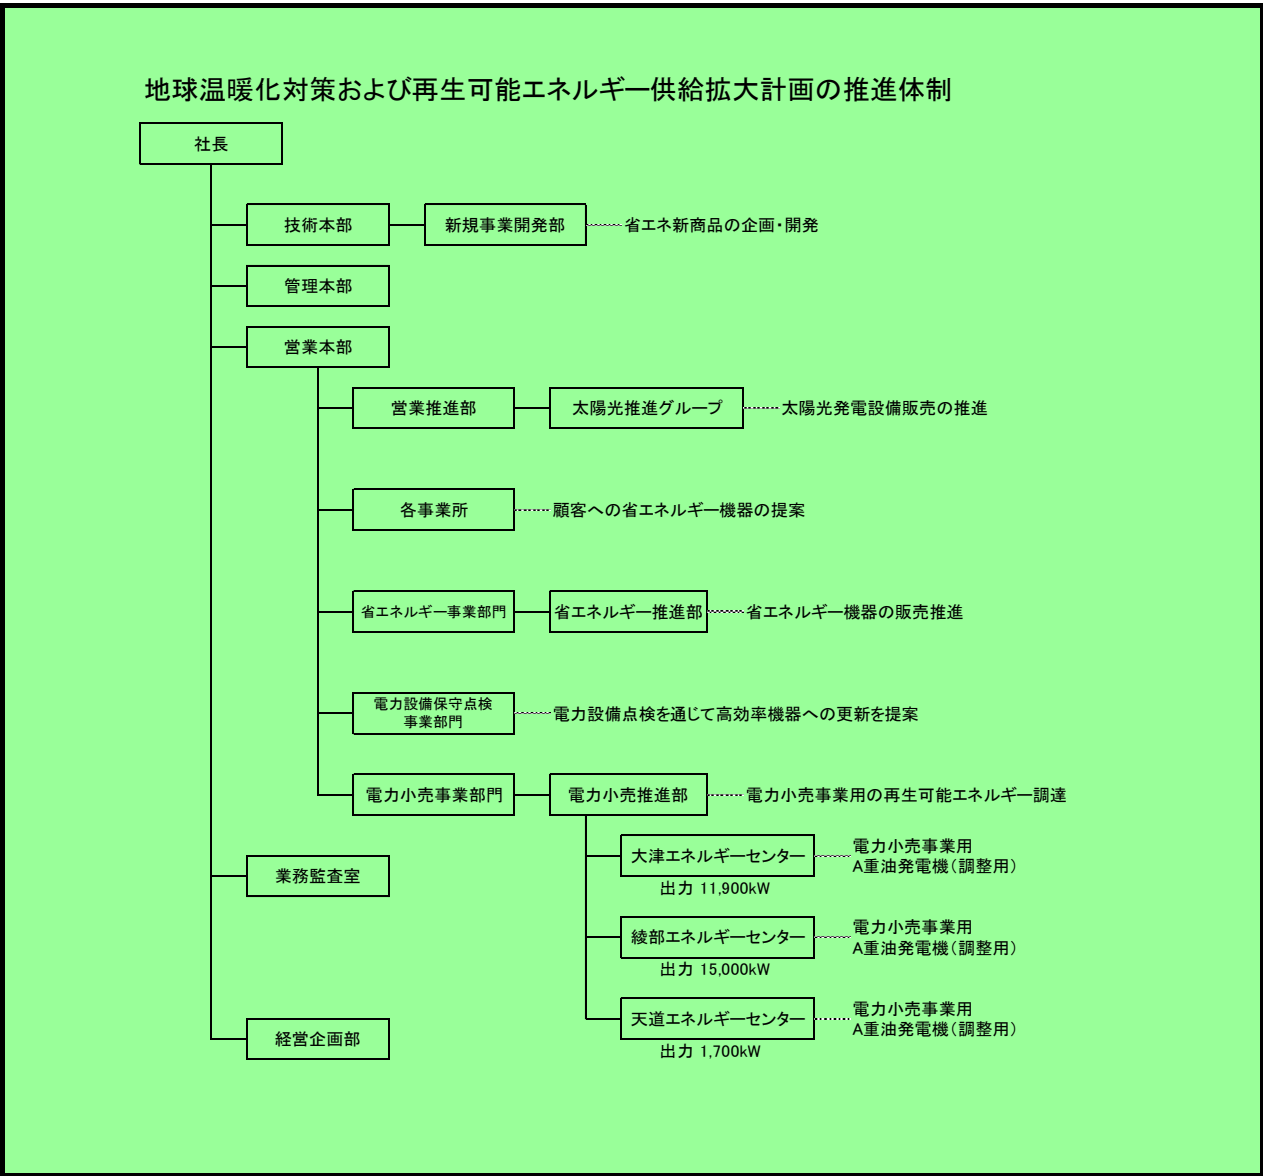 地球温暖化対策および再生可能エネルギー供給拡大計画の推進体制
社長
技術本部
新規事業開発部
省エネ新商品の企画・開発
管理本部
営業本部
営業推進部
太陽光推進グループ
太陽光発電設備販売の推進
各事業所
顧客への省エネルギー機器の提案
省エネルギー事業部門
省エネルギー推進部
省エネルギー機器の販売推進
電力設備保守点検
事業部門
電力設備点検を通じて高効率機器への更新を提案
電力小売事業部門
電力小売推進部
電力小売事業用の再生可能エネルギー調達
大津エネルギーセンター
電力小売事業用
A重油発電機（調整用）
出力 11,900kW
業務監査室
綾部エネルギーセンター
電力小売事業用
A重油発電機（調整用）
出力 15,000kW
天道エネルギーセンター
電力小売事業用
A重油発電機（調整用）
出力 1,700kW
経営企画部